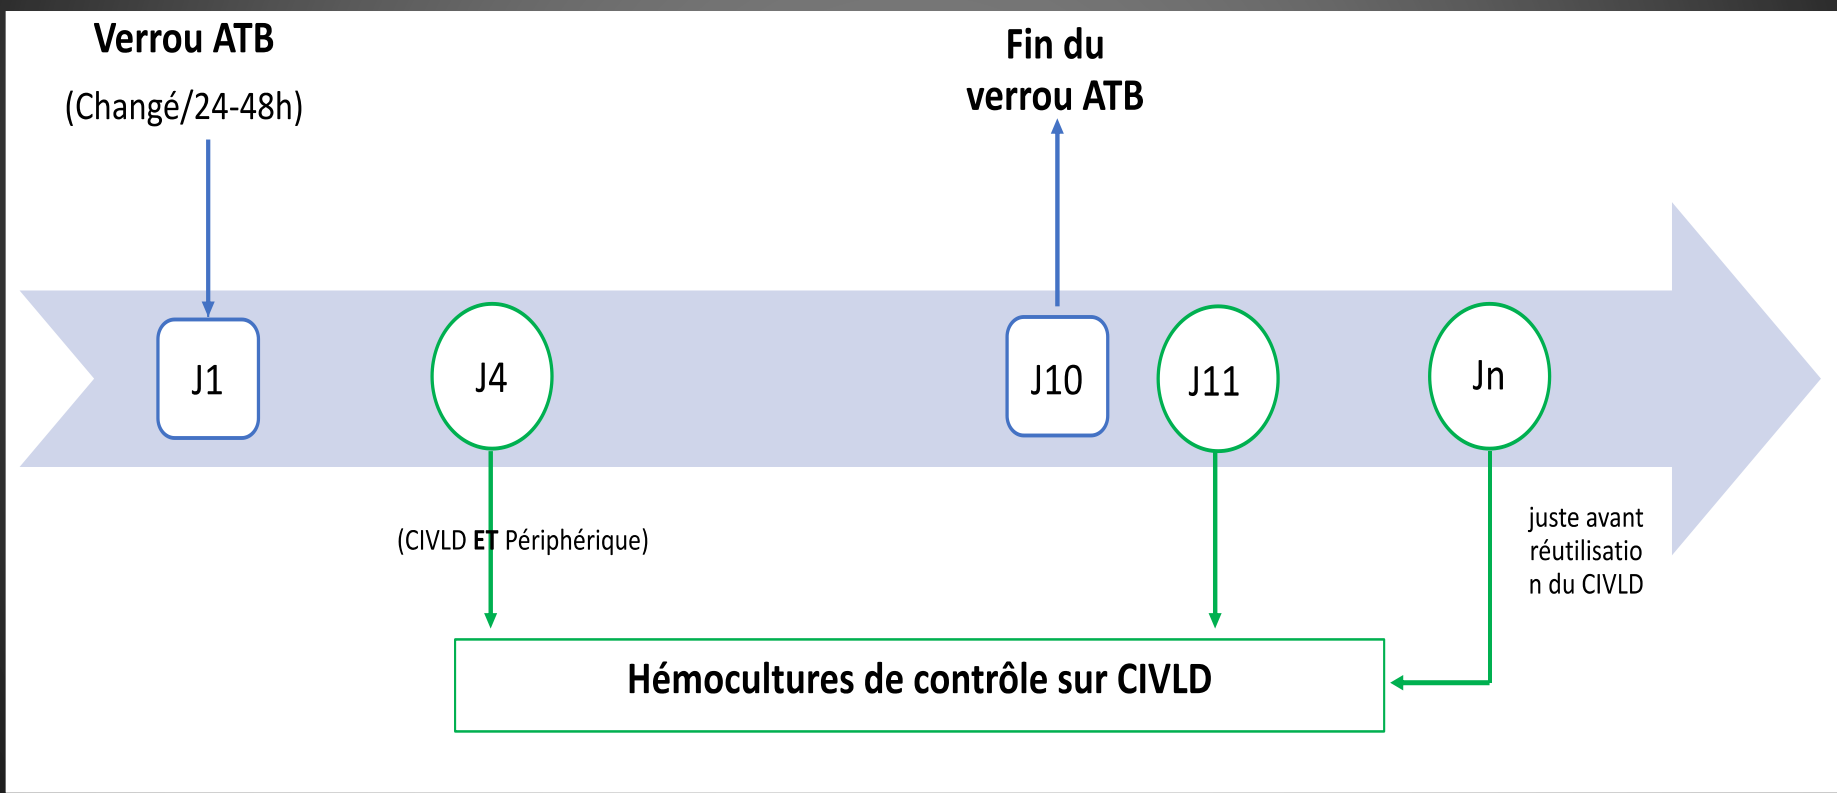 Verrou ATB
(Changé/24-48h)
Fin du
verrou ATB
J1
J4
J10
J11
Jn
(CIVLD ET Périphérique)
juste avant
réutilisatio
n du CIVLD
Hémocultures de contrôle sur CIVLD